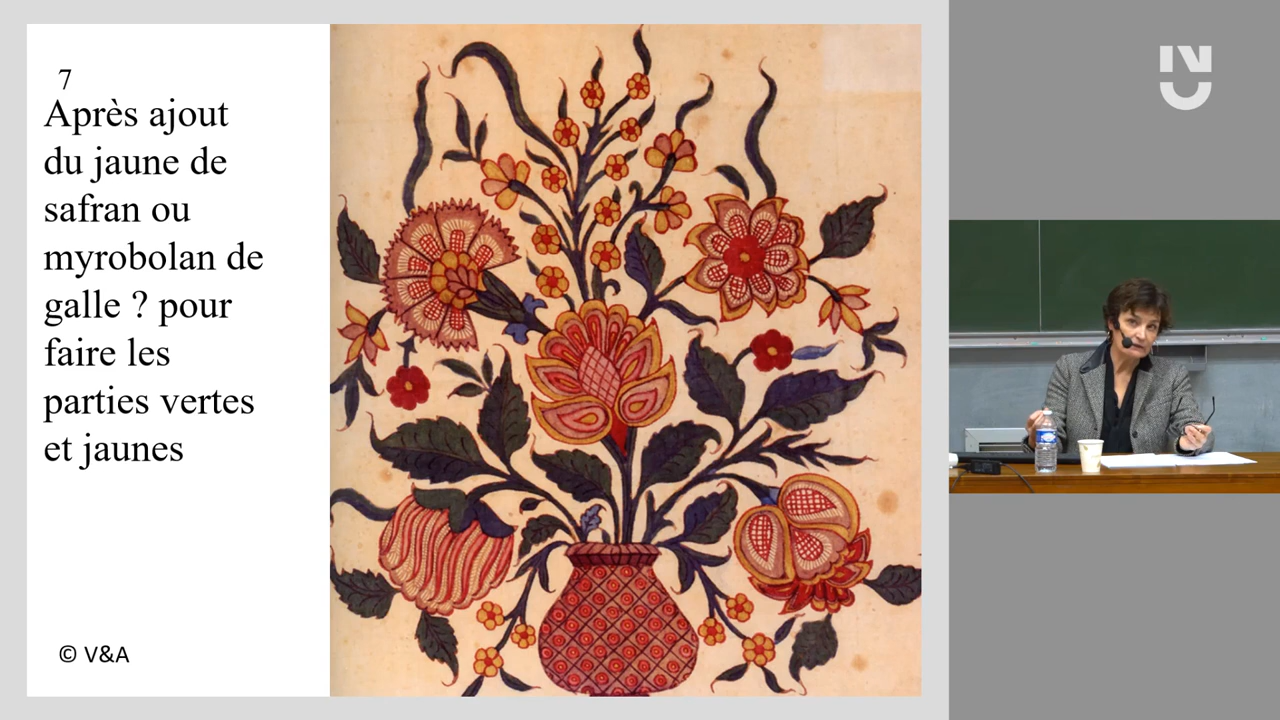 7
Après ajout
du jaune de
safran ou
myrobolan de
galle ? pour
faire les
parties vertes
et jaunes
© V&A